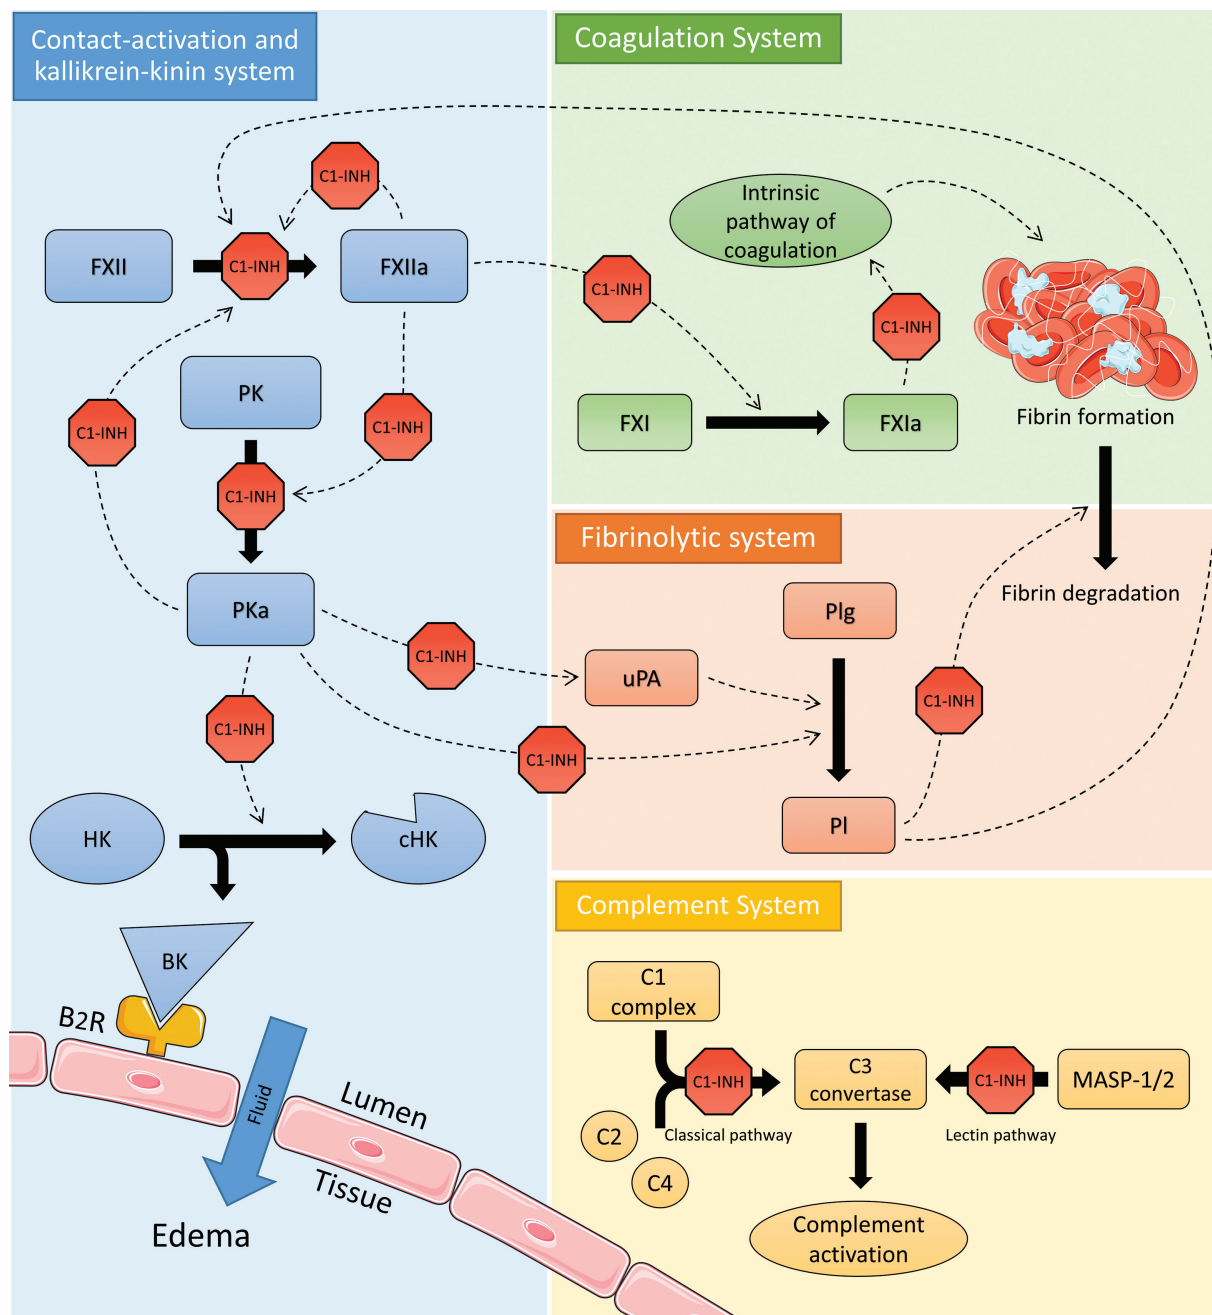 Contact-activation and
kallikrein-kinin system
C1-INH
FXII
C1-INH
FXIIa
PK
C1-INH
C1-INH
C1-INH
PKa
C1-INH
C1-INH
C1-INH
HK
cHK
BK
B2R
Fluid
Lumen
Tissue
Edema
Coagulation System
Intrinsic
pathway of
coagulation
C1-INH
C1-INH
FXI
FXIa
Fibrin formation
Fibrinolytic system
Fibrin degradation
Plg
uPA
C1-INH
Pl
Complement System
C1
complex
C1-INH
C3
convertase
C1-INH
MASP-1/2
Classical pathway
Lectin pathway
C2
C4
Complement
activation